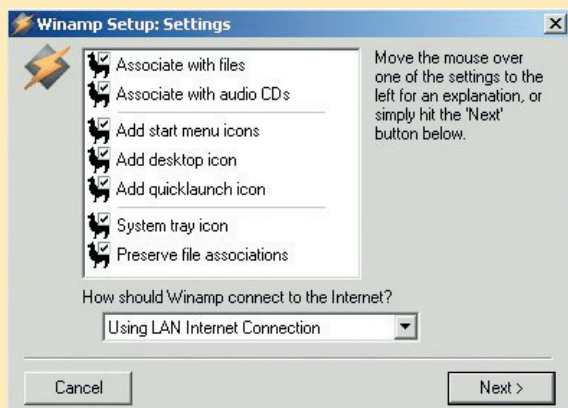 Winamp Setup: Settings
Associate with files
Associate with audio CDs
Add start menu icons
Add desktop icon
Add quicklaunch icon
System tray icon
Preserve file associations
Move the mouse over
one of the settings to the
left for an explanation, or
simply hit the 'Next'
button below.
How should Winamp connect to the Internet?
Using LAN Internet Connection
Cancel
Next >